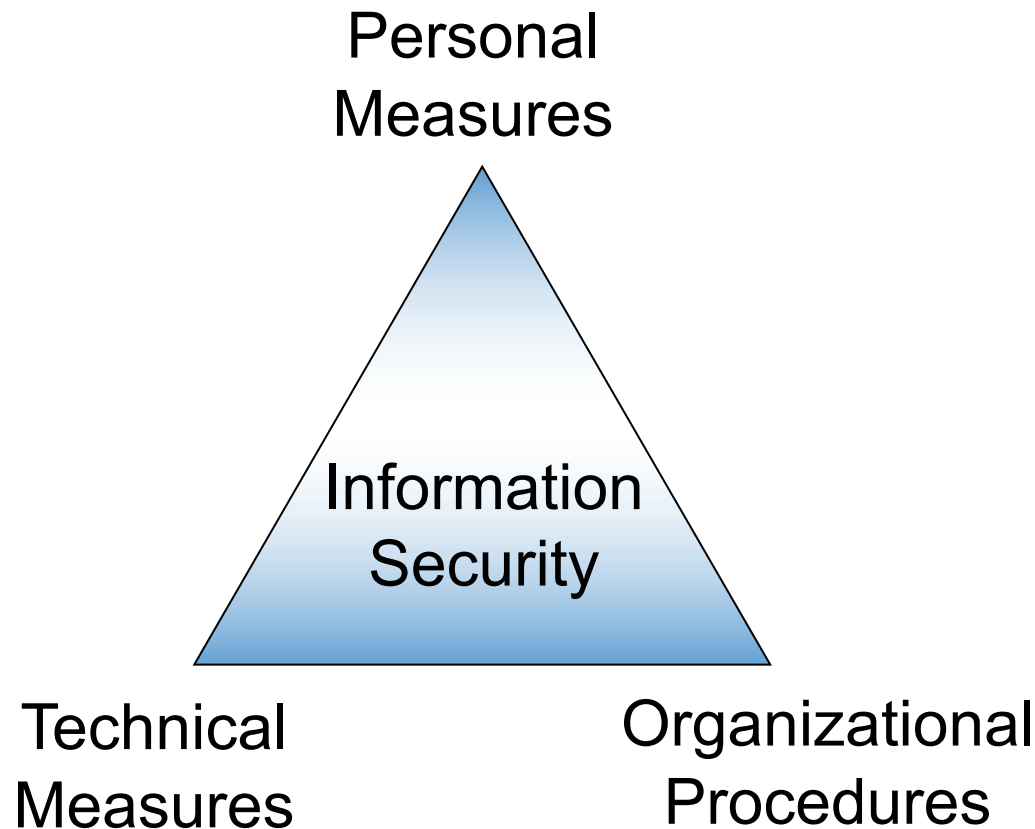 Personal
Measures
Information
Security
Technical
Measures
Organizational
Procedures